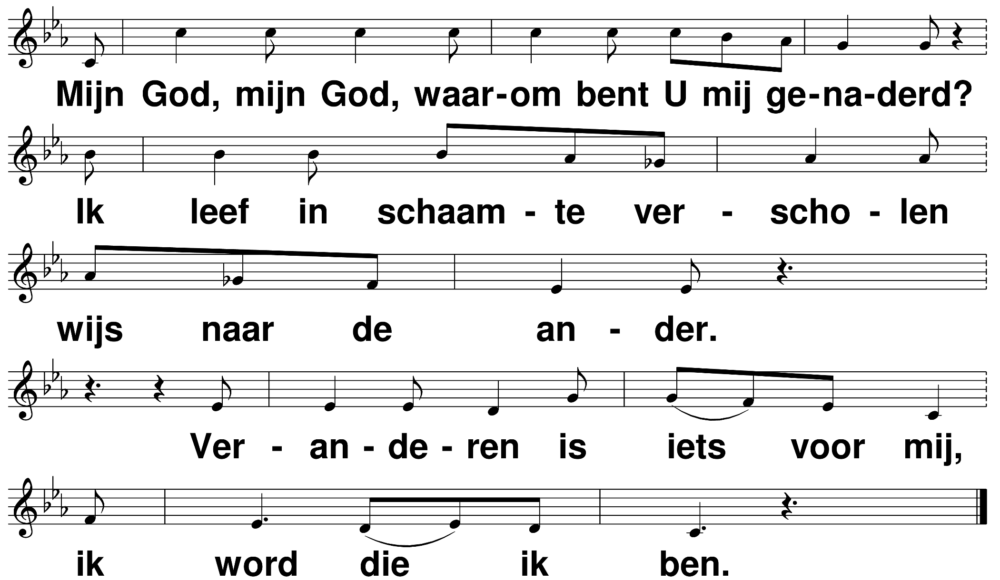 Mijn God, mijn God, waar-om bent U mij ge-na-derd?
Ik leef in schaam - te ver - scho - len
wijs naar de an - der.
Ver - an - de - ren is iets voor mij,
ik word die ik ben.